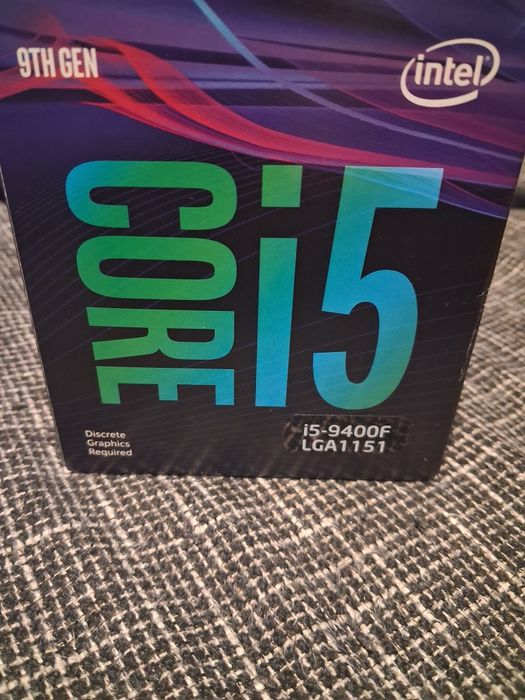 9TH GEN
intel
CORE i5
Discrete
Graphics
Required
i5-9400F
LGA1151